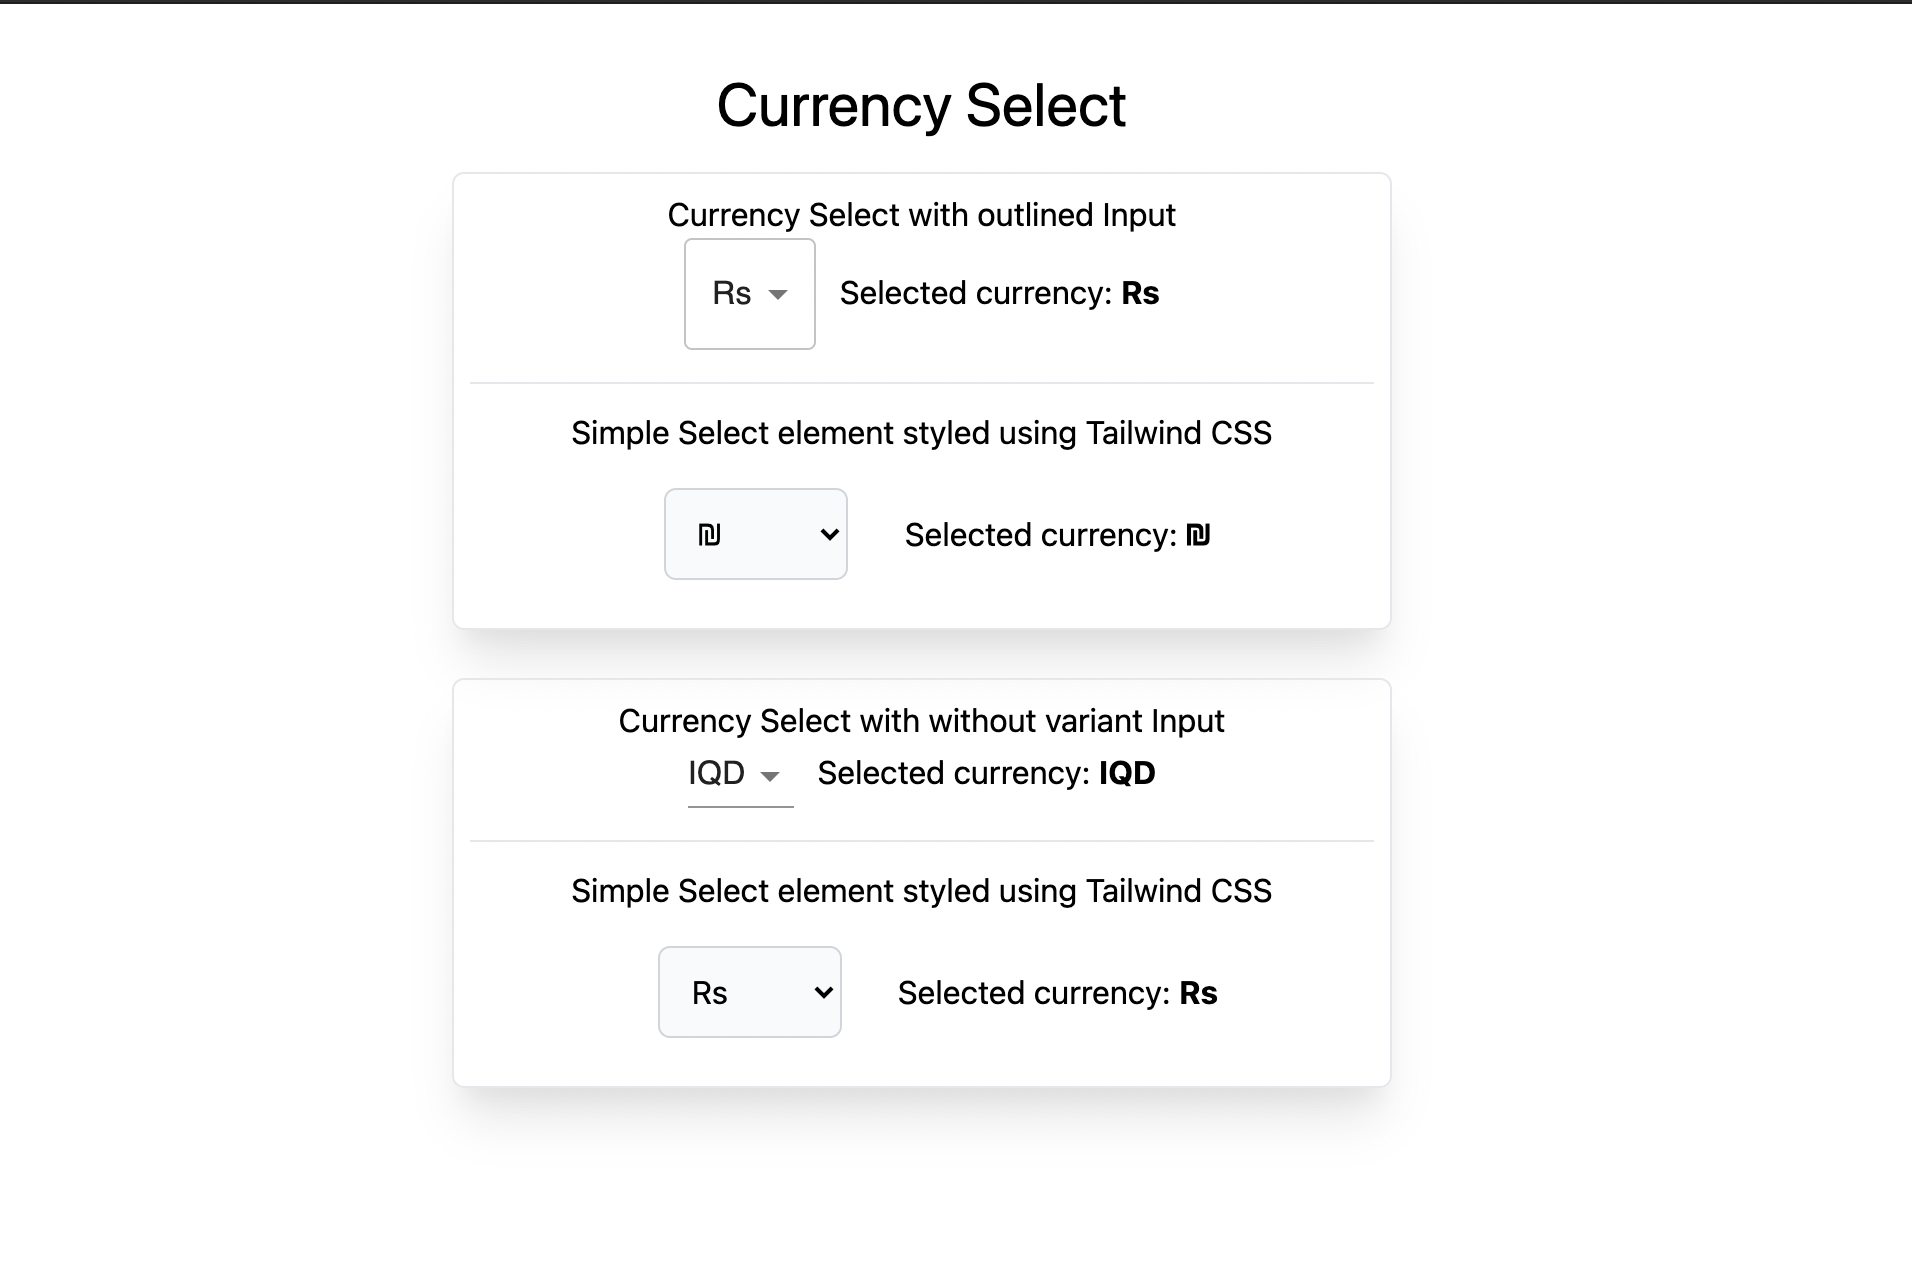 Currency Select
Currency Select with outlined Input
Rs Selected currency: Rs
Simple Select element styled using Tailwind CSS
₪ Selected currency: ₪
Currency Select with without variant Input
IQD Selected currency: IQD
Simple Select element styled using Tailwind CSS
Rs Selected currency: Rs